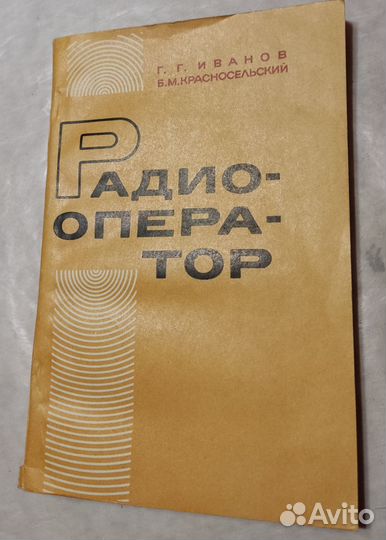 Г. Г. ИВАНОВ
Б.М.КРАСНОСЕЛЬСКИЙ
РАДИО-
ОПЕРА-
ТОР
Avito